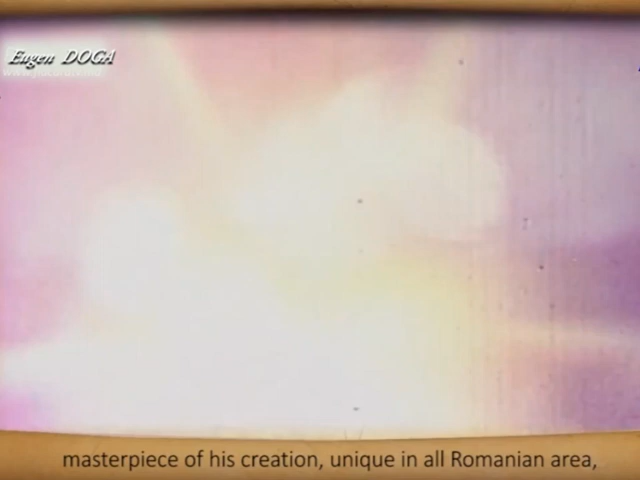 Eugen DOGA
masterpiece of his creation, unique in all Romanian area,